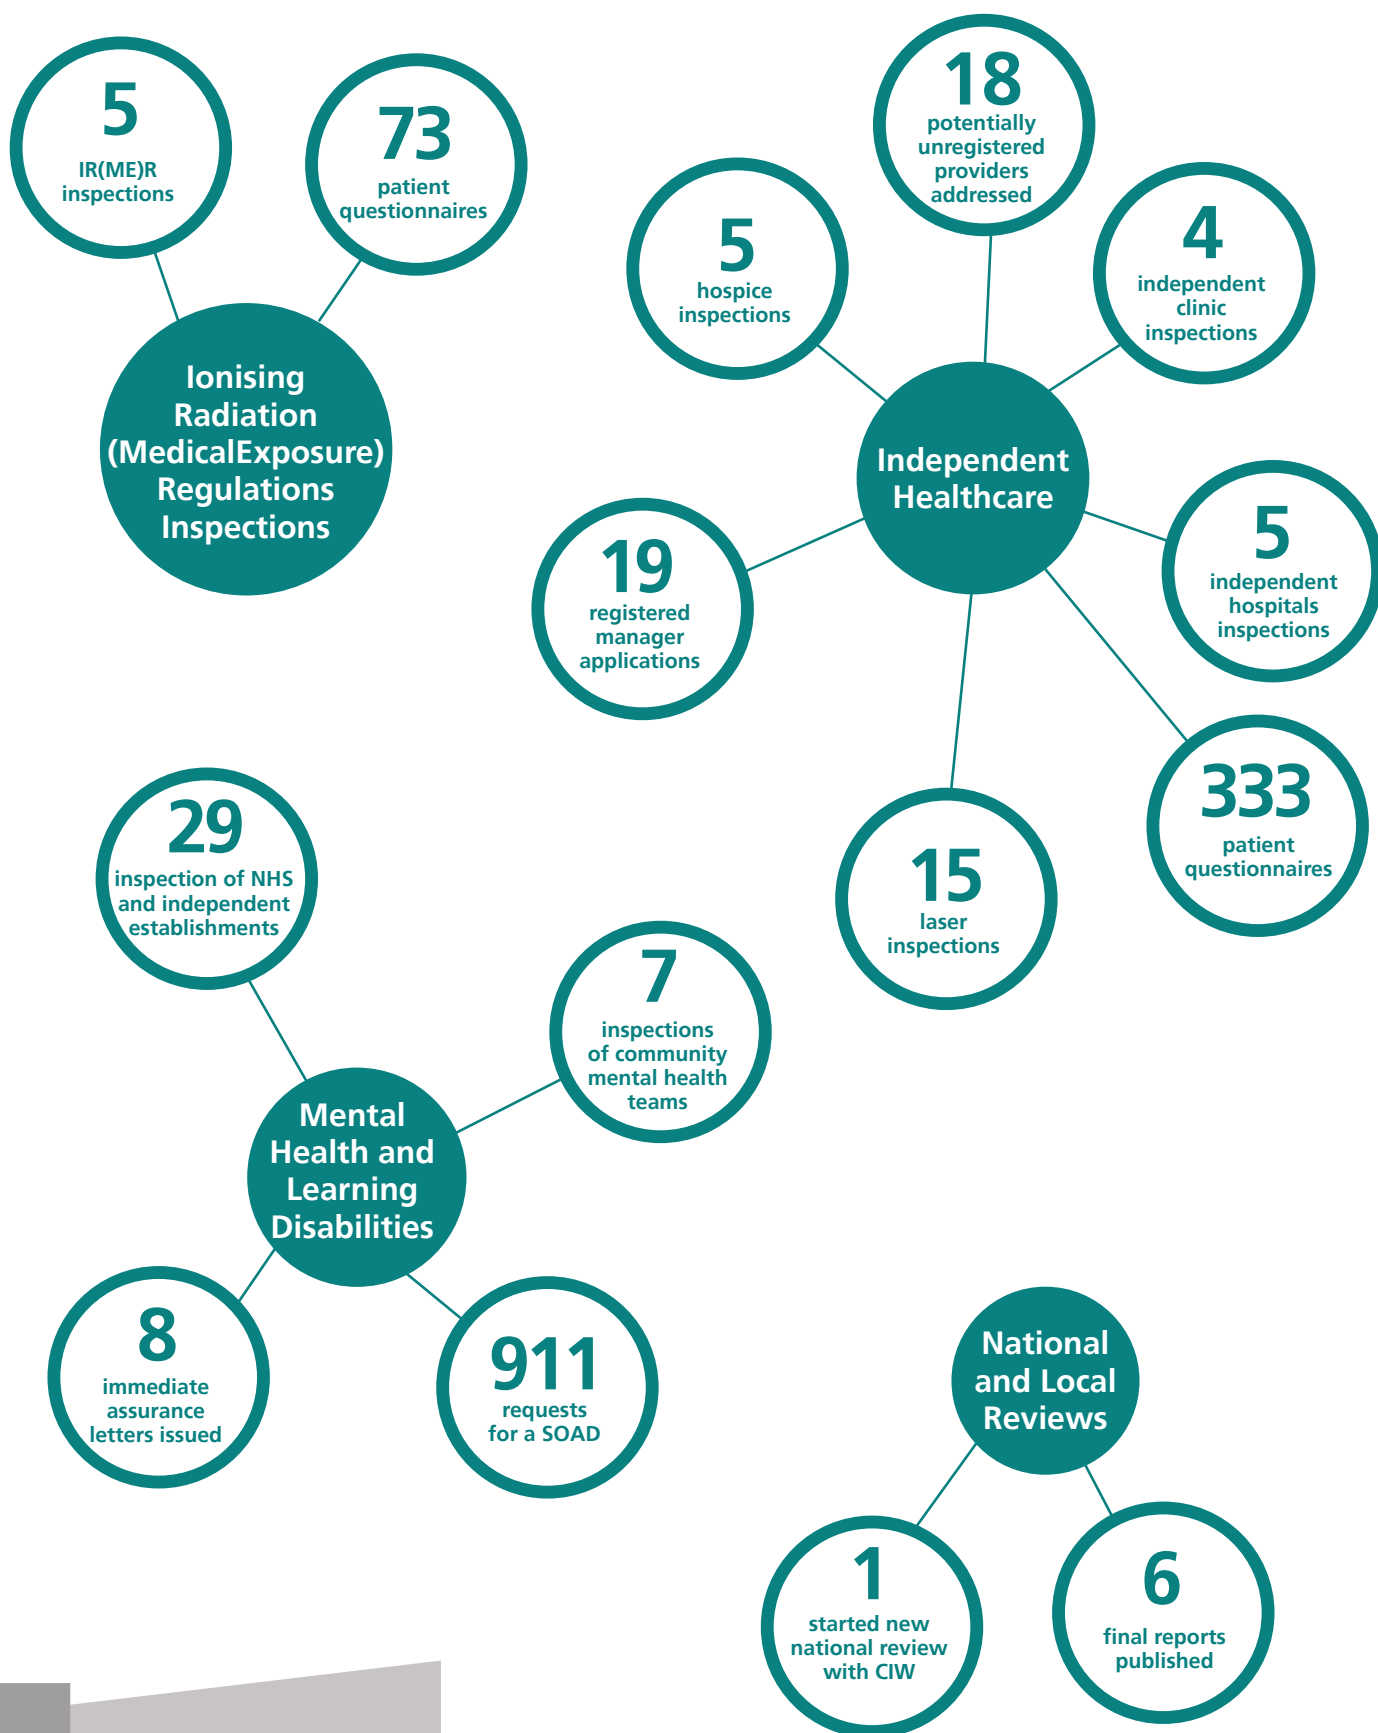 5
IR(ME)R
inspections
73
patient
questionnaires
Ionising
Radiation
(MedicalExposure)
Regulations
Inspections
18
potentially
unregistered
providers
addressed
5
hospice
inspections
4
independent
clinic
inspections
Independent
Healthcare
19
registered
manager
applications
5
independent
hospitals
inspections
333
patient
questionnaires
15
laser
inspections
29
inspection of NHS
and independent
establishments
7
inspections
of community
mental health
teams
Mental
Health and
Learning
Disabilities
8
immediate
assurance
letters issued
911
requests
for a SOAD
National
and Local
Reviews
1
started new
national review
with CIW
6
final reports
published